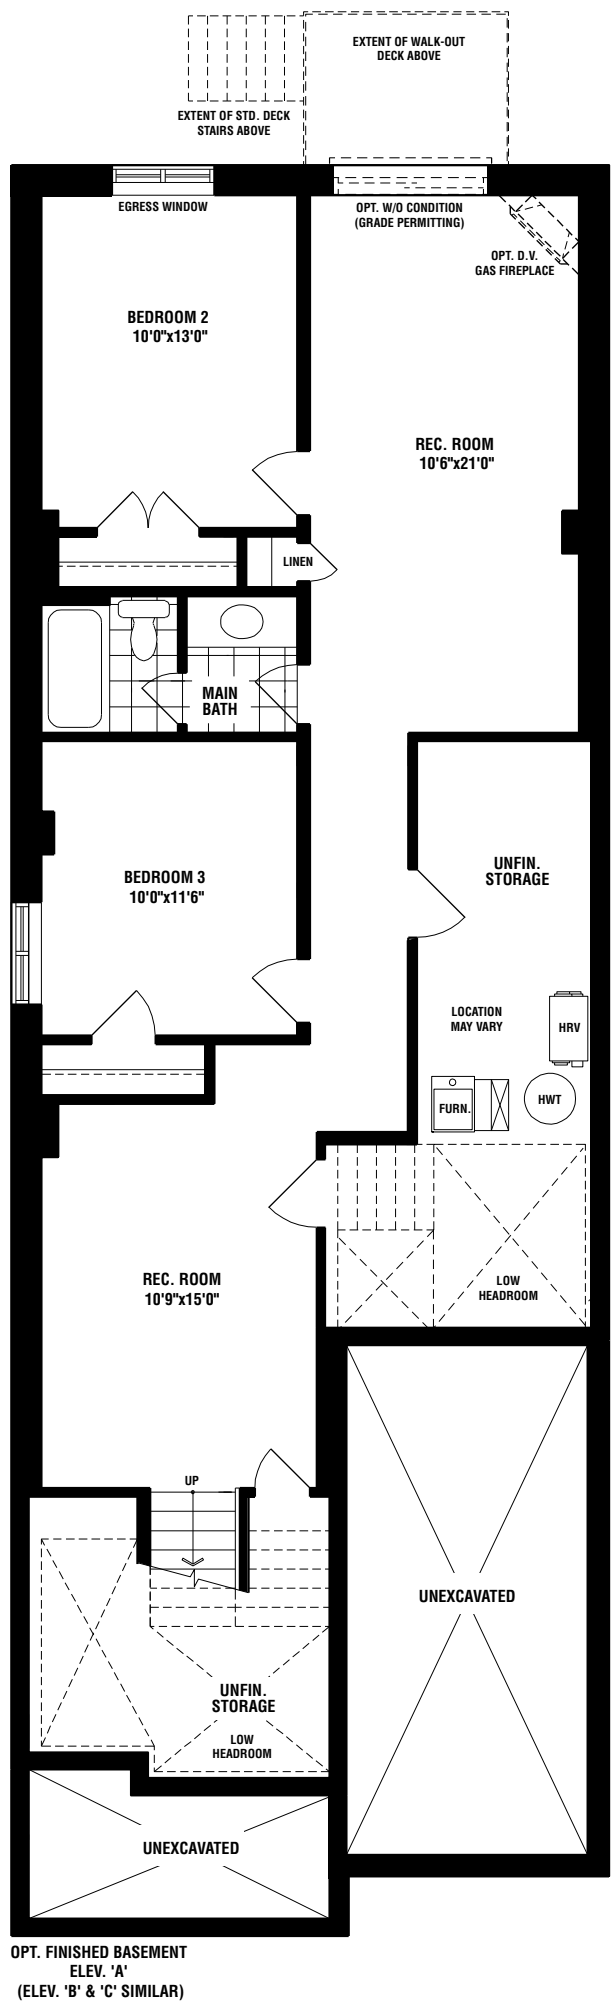 EXTENT OF WALK-OUT
DECK ABOVE
EXTENT OF STD. DECK
STAIRS ABOVE
EGRESS WINDOW
OPT. W/O CONDITION
(GRADE PERMITTING)
OPT. D.V.
GAS FIREPLACE
BEDROOM 2
10'0"x13'0"
REC. ROOM
10'6"x21'0"
LINEN
MAIN
BATH
BEDROOM 3
10'0"x11'6"
UNFIN.
STORAGE
LOCATION
MAY VARY
HRV
FURN.
HWT
REC. ROOM
10'9"x15'0"
LOW
HEADROOM
UP
UNEXCAVATED
UNFIN.
STORAGE
LOW
HEADROOM
UNEXCAVATED
OPT. FINISHED BASEMENT
ELEV. 'A'
(ELEV. 'B' & 'C' SIMILAR)